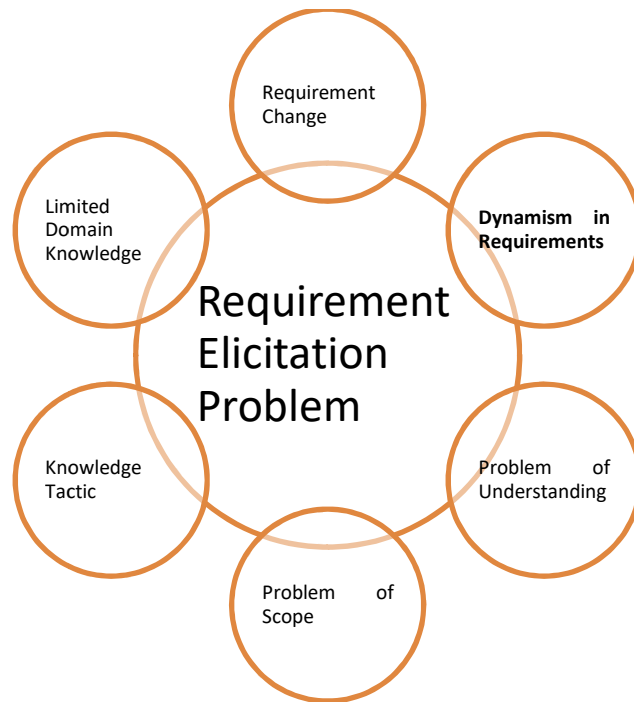 Requirement
Change
Dynamism in
Requirements
Limited
Domain
Knowledge
Requirement
Elicitation
Problem
Knowledge
Tactic
Problem of
Understanding
Problem of
Scope